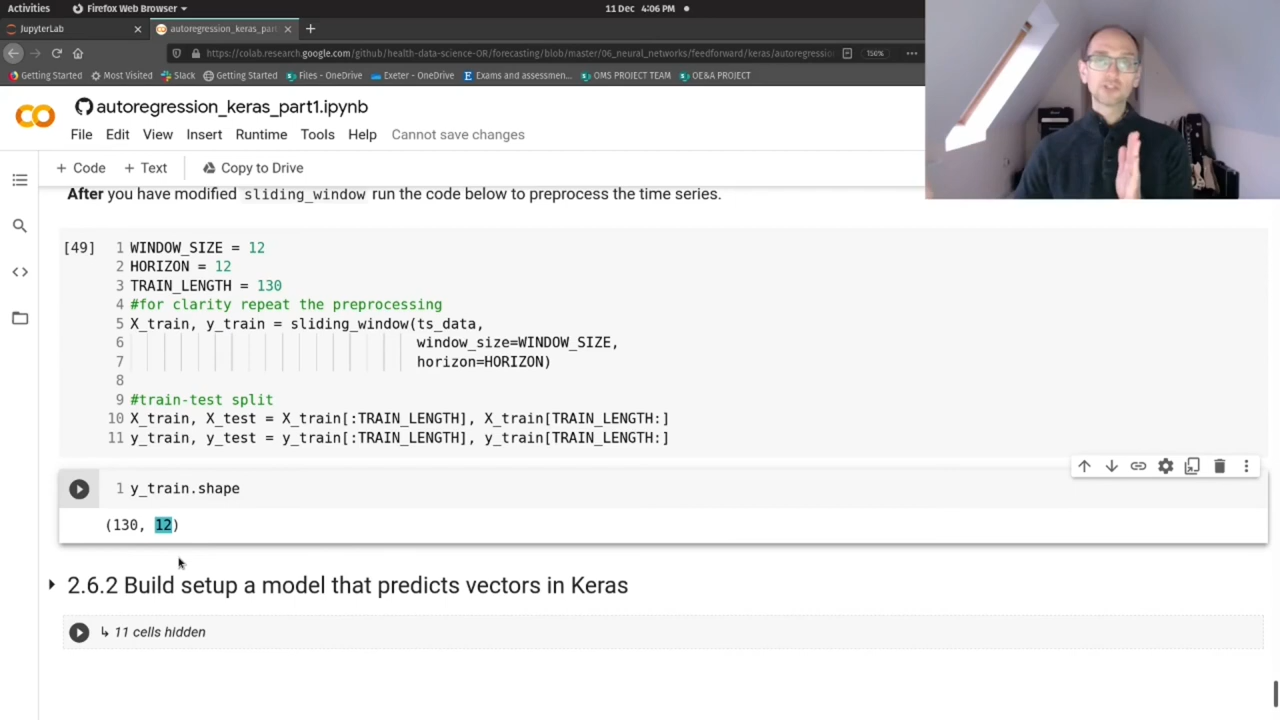 Activities Firefox Web Browser 11 Dec 4:06 PM
JupyterLab autoregression_keras_part
https://colab.research.google.com/github/health-data-science-OR/forecasting/blob/master/06_neural_networks/feedforward/keras/autoregressio 150%
Getting Started Most Visited Slack Getting Started Files - OneDrive Exeter - OneDrive Exams and assessmen... OMS PROJECT TEAM OE&A PROJECT
autoregression_keras_part1.ipynb
File Edit View Insert Runtime Tools Help Cannot save changes
+ Code + Text Copy to Drive
After you have modified sliding_window run the code below to preprocess the time series.
[49] 1 WINDOW_SIZE = 12
2 HORIZON = 12
3 TRAIN_LENGTH = 130
4 #for clarity repeat the preprocessing
5 X_train, y_train = sliding_window(ts_data,
6 window_size=WINDOW_SIZE,
7 horizon=HORIZON)
8
9 #train-test split
10 X_train, X_test = X_train[:TRAIN_LENGTH], X_train[TRAIN_LENGTH:]
11 y_train, y_test = y_train[:TRAIN_LENGTH], y_train[TRAIN_LENGTH:]
1 y_train.shape
(130, 12)
2.6.2 Build setup a model that predicts vectors in Keras
↳ 11 cells hidden